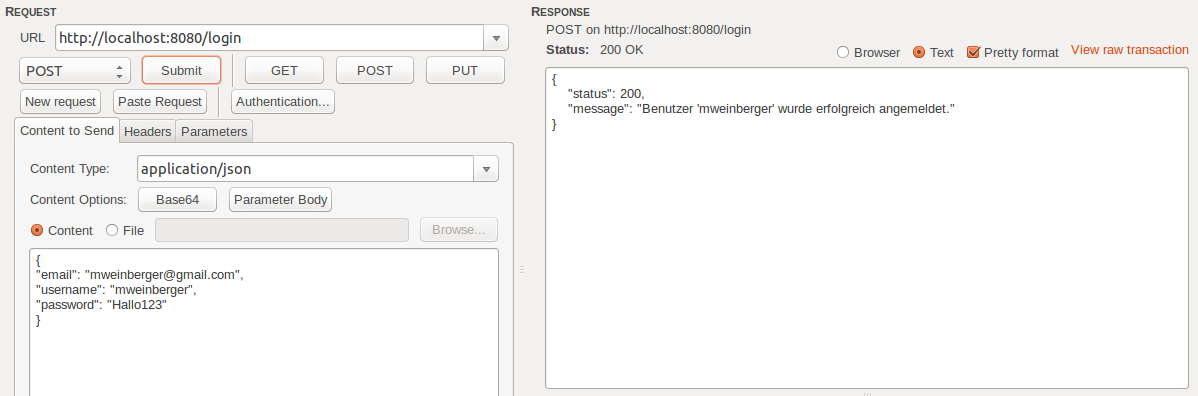 REQUEST
URL http://localhost:8080/login
POST Submit GET POST PUT
New request Paste Request Authentication...
Content to Send Headers Parameters
Content Type: application/json
Content Options: Base64 Parameter Body
Content File Browse...
{
"email": "mweinberger@gmail.com",
"username": "mweinberger",
"password": "Hallo123"
}
RESPONSE
POST on http://localhost:8080/login
Status: 200 OK Browser Text Pretty format View raw transaction
{
"status": 200,
"message": "Benutzer 'mweinberger' wurde erfolgreich angemeldet."
}